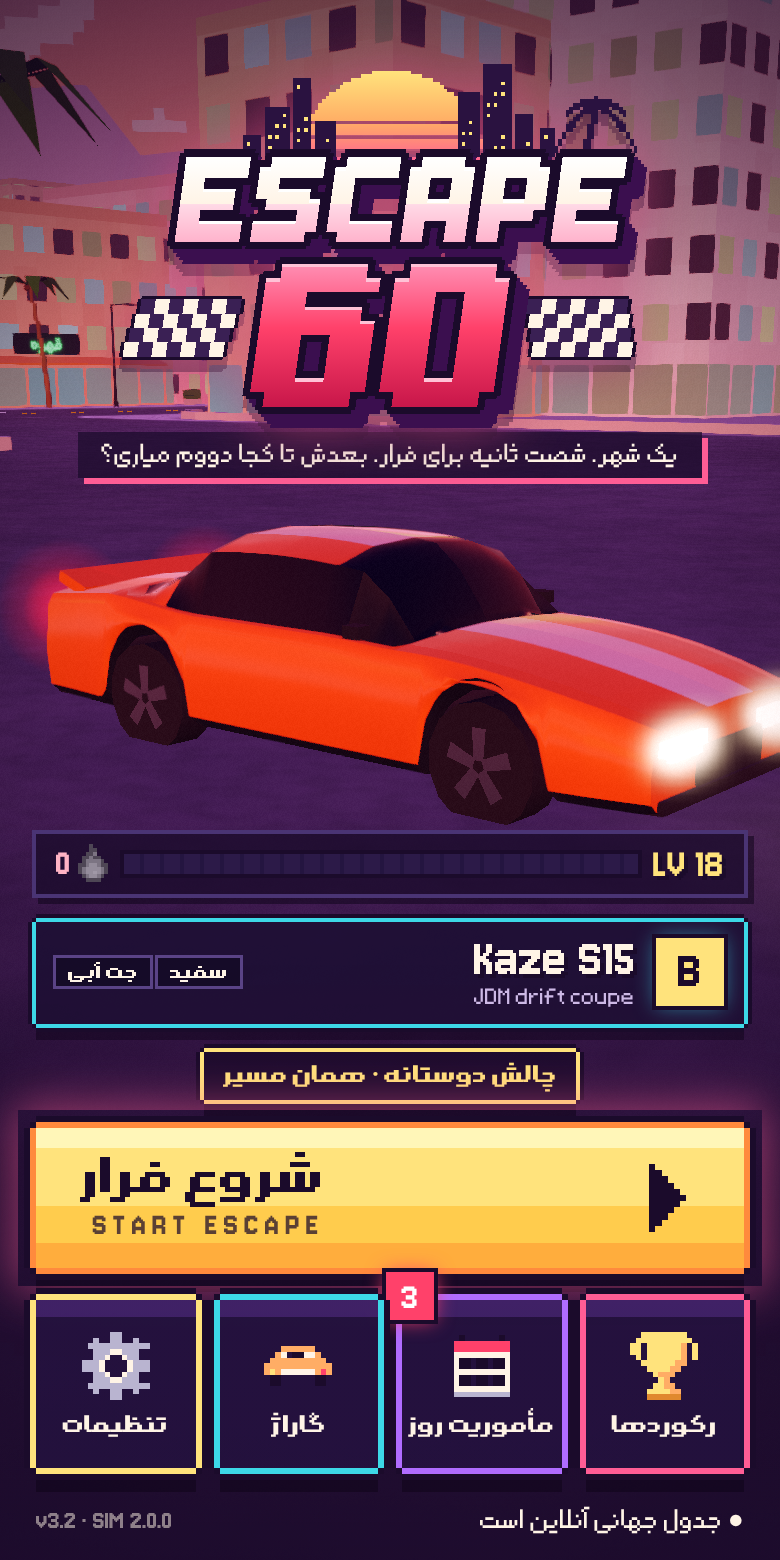 ESCAPE
60
قهوه
یک شهر. شصت ثانیه برای فرار. بعدش تا کجا دووم میاری؟
LV 18
0
B
Kaze S15
JDM drift coupe
سفید
جت آبی
چالش دوستانه · همان مسیر
شروع فرار
START ESCAPE
3
رکوردها
مأموریت روز
گاراژ
تنظیمات
جدول جهانی آنلاین است
v3.2 · SIM 2.0.0